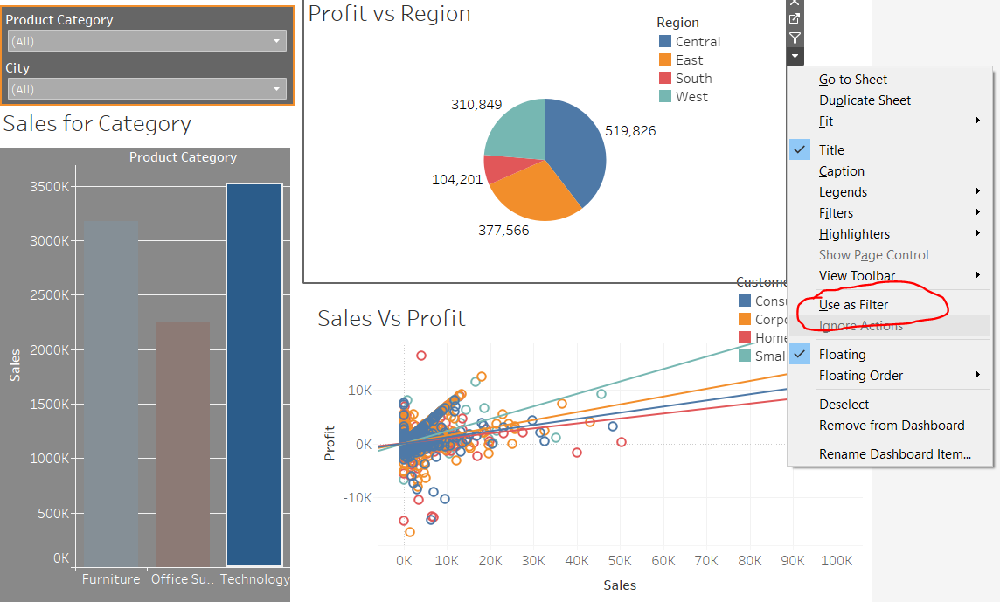 Product Category
(All)
City
(All)
Sales for Category
Product Category
3500K
3000K
2500K
2000K
1500K
1000K
500K
0K
Sales
Furniture Office Su.. Technology
Profit vs Region
Region
Central
East
South
West
310,849
519,826
104,201
377,566
Sales Vs Profit
Custome
Consu
Corpo
Home
Smal
10K
0K
-10K
Profit
0K 10K 20K 30K 40K 50K 60K 70K 80K 90K 100K
Sales
Go to Sheet
Duplicate Sheet
Fit
Title
Caption
Legends
Filters
Highlighters
Show Page Control
View Toolbar
Use as Filter
Ignore Actions
Floating
Floating Order
Deselect
Remove from Dashboard
Rename Dashboard Item...